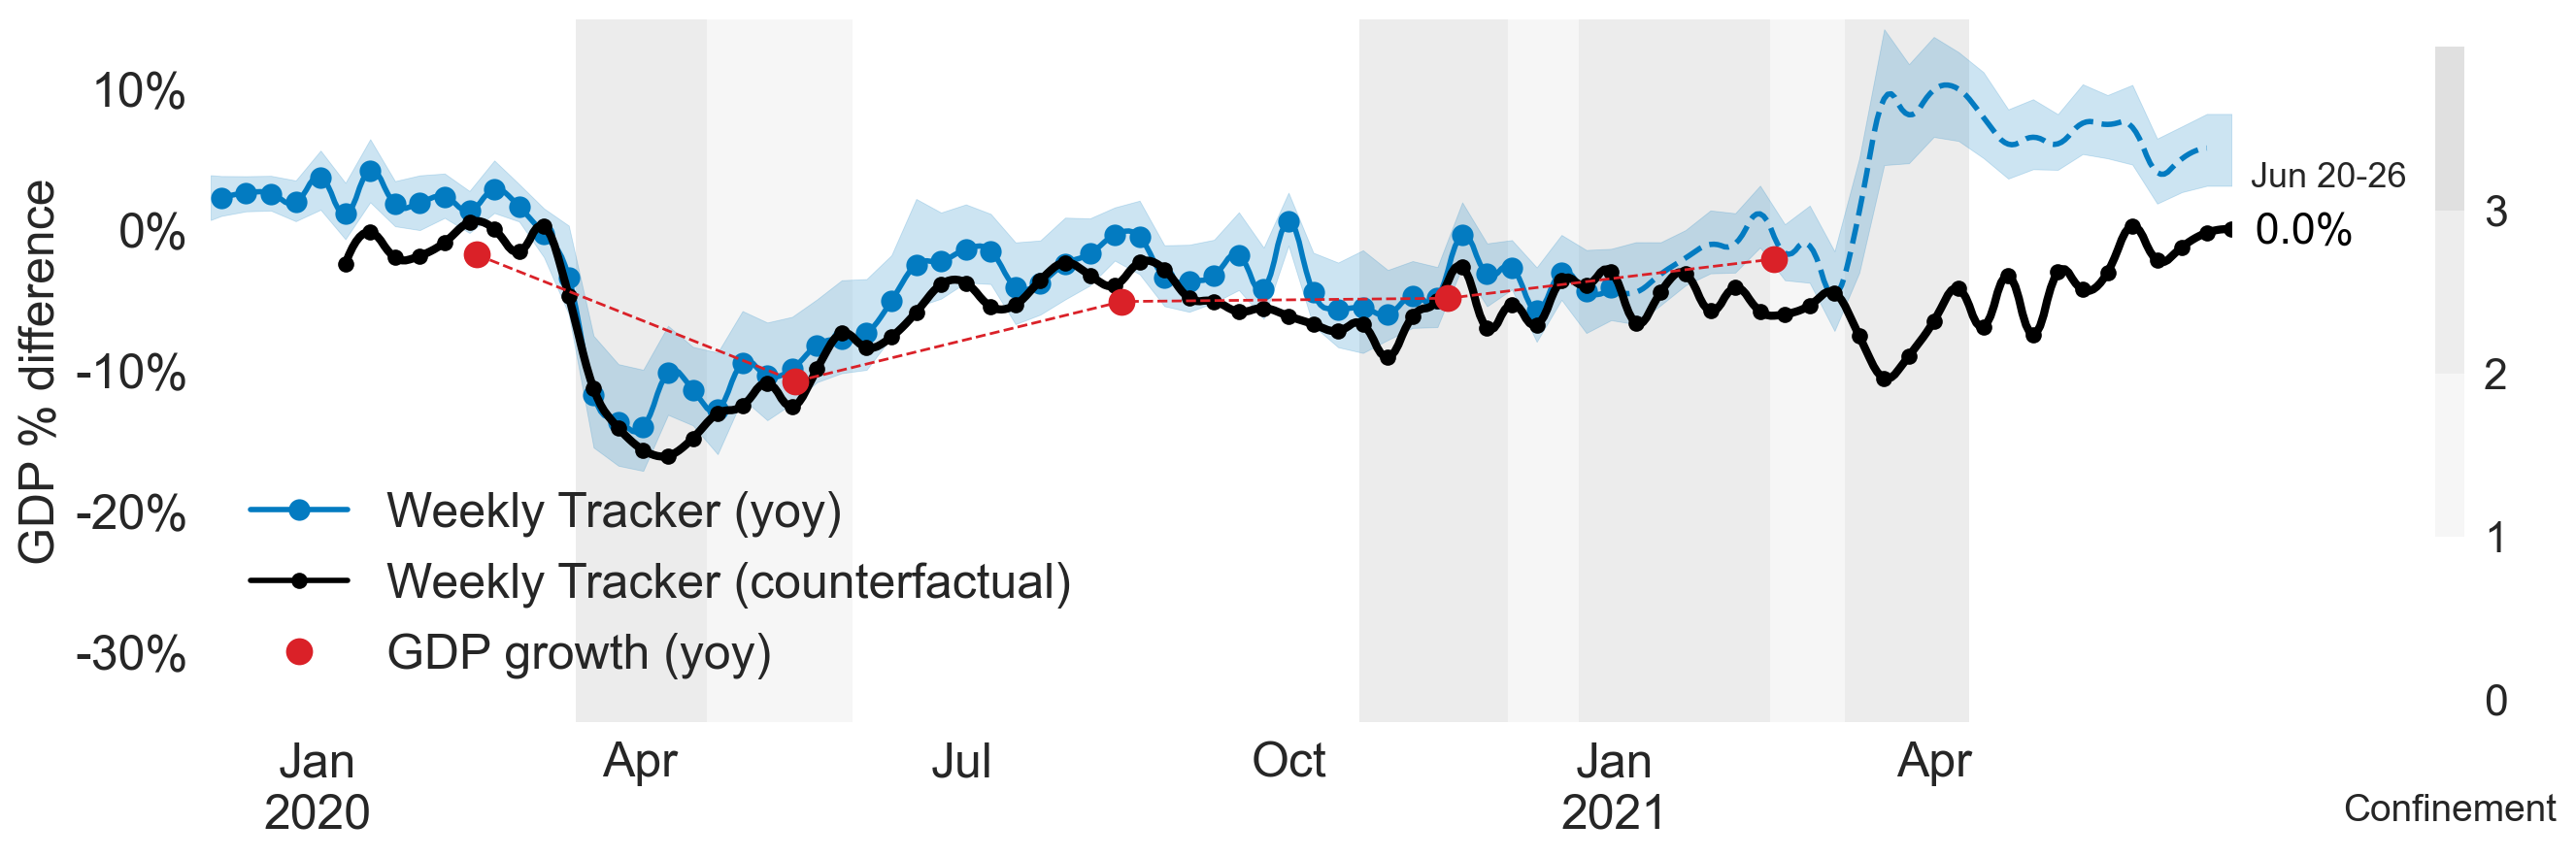 10%
0%
-10%
-20%
-30%
GDP % difference
Weekly Tracker (yoy)
Weekly Tracker (counterfactual)
GDP growth (yoy)
Jan
2020
Apr
Jul
Oct
Jan
2021
Apr
Jun 20-26
0.0%
3
2
1
0
Confinement